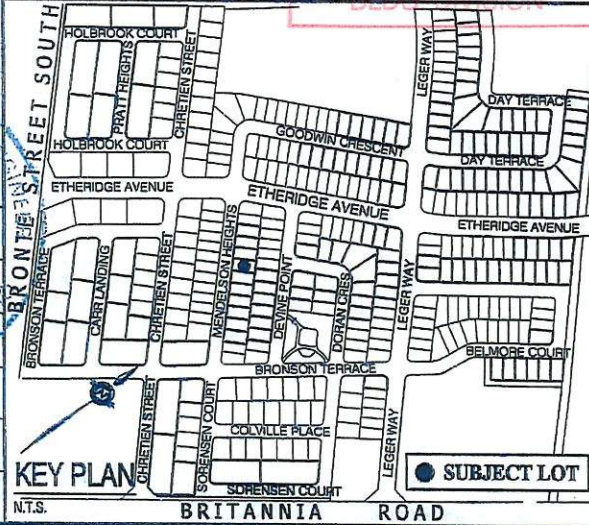 BLDG DIVISION
HOLBROOK COURT
PRATT HEIGHTS
CHRETIEN STREET
BRONTE STREET SOUTH
LEGER WAY
DAY TERRACE
GOODWIN CRESCENT
HOLBROOK COURT
DAY TERRACE
ETHERIDGE AVENUE
ETHERIDGE AVENUE
ETHERIDGE AVENUE
BRONSON TERRACE
CARR LANDING
CHRETIEN STREET
MENDELSON HEIGHTS
DEVINE POINT
DORAN CRES
LEGER WAY
BELMORE COURT
BRONSON TERRACE
N
CHRETIEN STREET
SORENSEN COURT
COLVILLE PLACE
LEGER WAY
KEY PLAN
SUBJECT LOT
SORENSEN COURT
N.T.S.
BRITANNIA ROAD